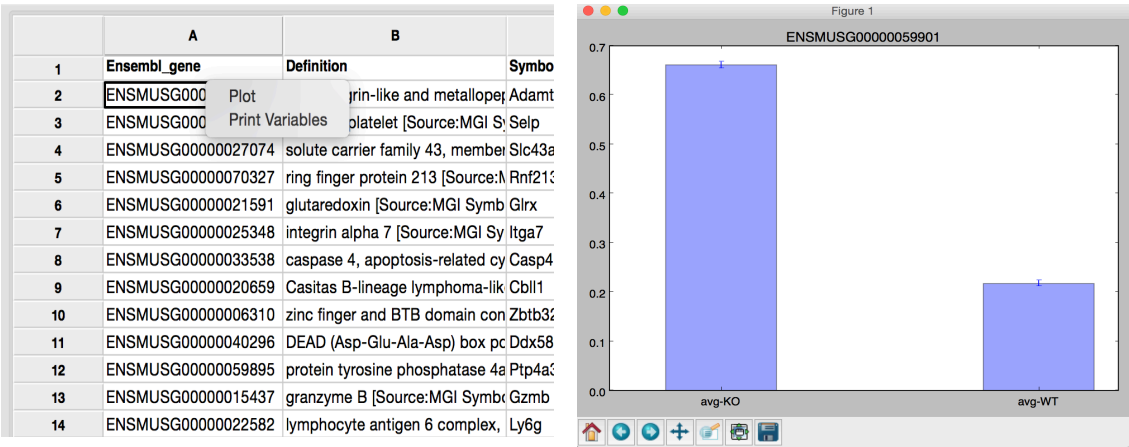 A B
1 Ensembl_gene Definition Symbo
2 ENSMUSG000 grin-like and metallopep Adamt
Plot
Print Variables
3 ENSMUSG000 platelet [Source:MGI Sy Selp
4 ENSMUSG00000027074 solute carrier family 43, member Slc43a
5 ENSMUSG00000070327 ring finger protein 213 [Source:M Rnf213
6 ENSMUSG00000021591 glutaredoxin [Source:MGI Symb Glrx
7 ENSMUSG00000025348 integrin alpha 7 [Source:MGI Sy Itga7
8 ENSMUSG00000033538 caspase 4, apoptosis-related cy Casp4
9 ENSMUSG00000020659 Casitas B-lineage lymphoma-lik Cbll1
10 ENSMUSG00000006310 zinc finger and BTB domain con Zbtb32
11 ENSMUSG00000040296 DEAD (Asp-Glu-Ala-Asp) box po Ddx58
12 ENSMUSG00000059895 protein tyrosine phosphatase 4a Ptp4a3
13 ENSMUSG00000015437 granzyme B [Source:MGI Symbo Gzmb
14 ENSMUSG00000022582 lymphocyte antigen 6 complex, Ly6g
Figure 1
ENSMUSG00000059901
0.7
0.6
0.5
0.4
0.3
0.2
0.1
0.0
avg-KO avg-WT